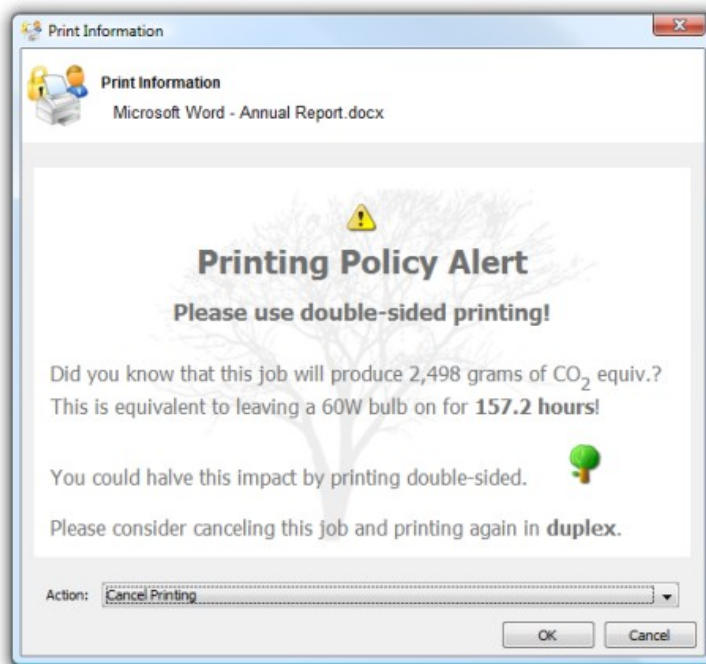 Print Information
Print Information
Microsoft Word - Annual Report.docx
Printing Policy Alert
Please use double-sided printing!
Did you know that this job will produce 2,498 grams of CO₂ equiv.?
This is equivalent to leaving a 60W bulb on for 157.2 hours!
You could halve this impact by printing double-sided.
Please consider canceling this job and printing again in duplex.
Action: Cancel Printing
OK Cancel